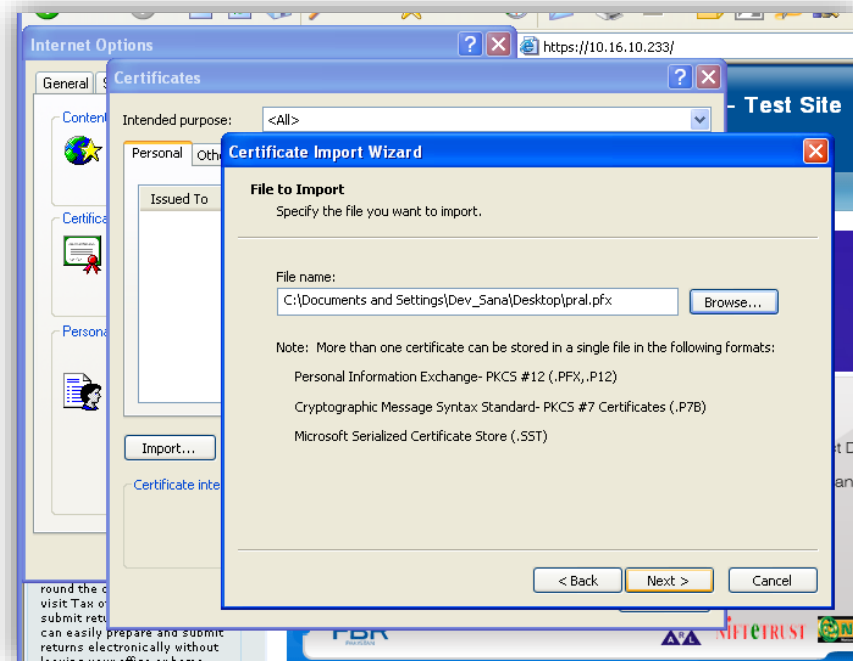 Internet Options
https://10.16.10.233/
General
Certificates
- Test Site
Intended purpose:
<All>
Personal
Certificate Import Wizard
Issued To
File to Import
Specify the file you want to import.
File name:
C:\Documents and Settings\Dev_Sana\Desktop\pral.pfx
Browse...
Note: More than one certificate can be stored in a single file in the following formats:
Personal Information Exchange- PKCS #12 (.PFX,.P12)
Cryptographic Message Syntax Standard- PKCS #7 Certificates (.P7B)
Microsoft Serialized Certificate Store (.SST)
Import...
Certificate inte
< Back
Next >
Cancel
round the
visit Tax
submit
can easily prepare and submit
returns electronically without
FBR
NIFTeTRUST